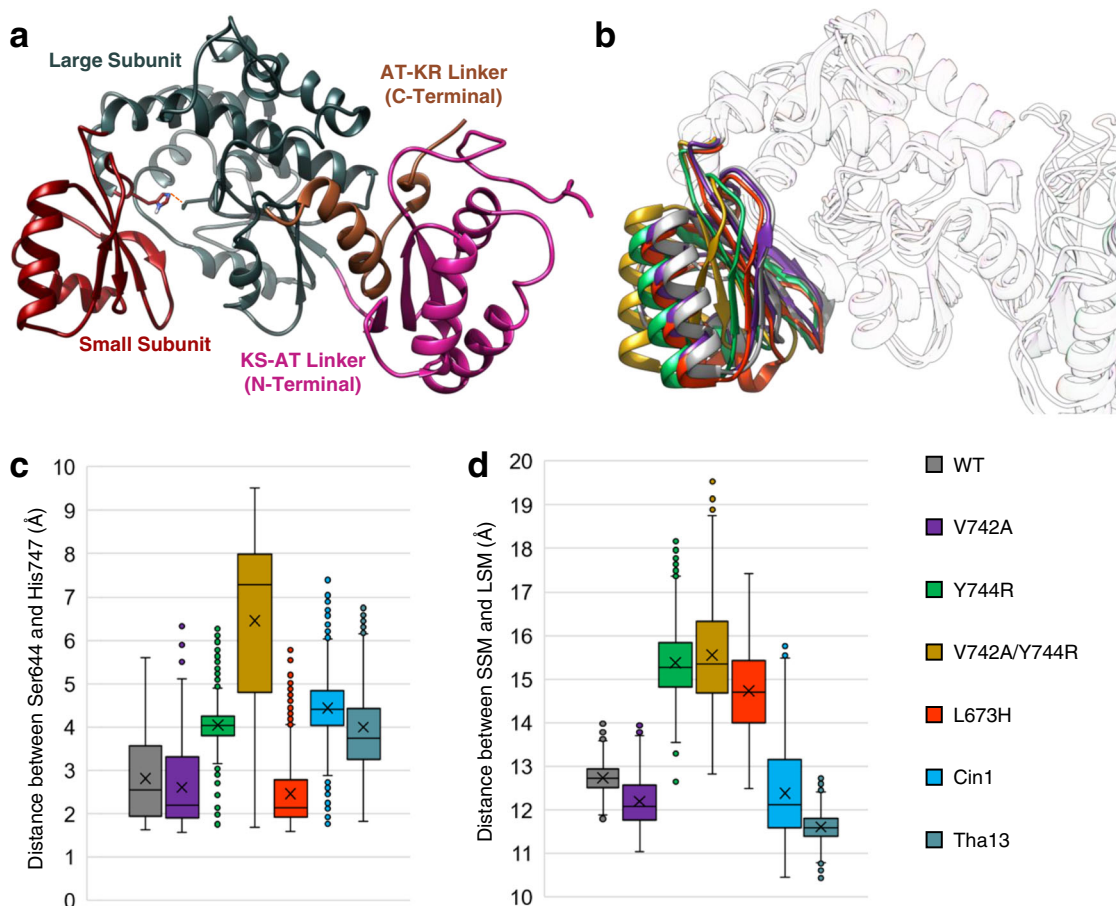 a
Large Subunit
AT-KR Linker
(C-Terminal)
Small Subunit
KS-AT Linker
(N-Terminal)
b
c
Distance between Ser644 and His747 (Å)
10
9
8
7
6
5
4
3
2
1
0
d
Distance between SSM and LSM (Å)
20
19
18
17
16
15
14
13
12
11
10
WT
V742A
Y744R
V742A/Y744R
L673H
Cin1
Tha13